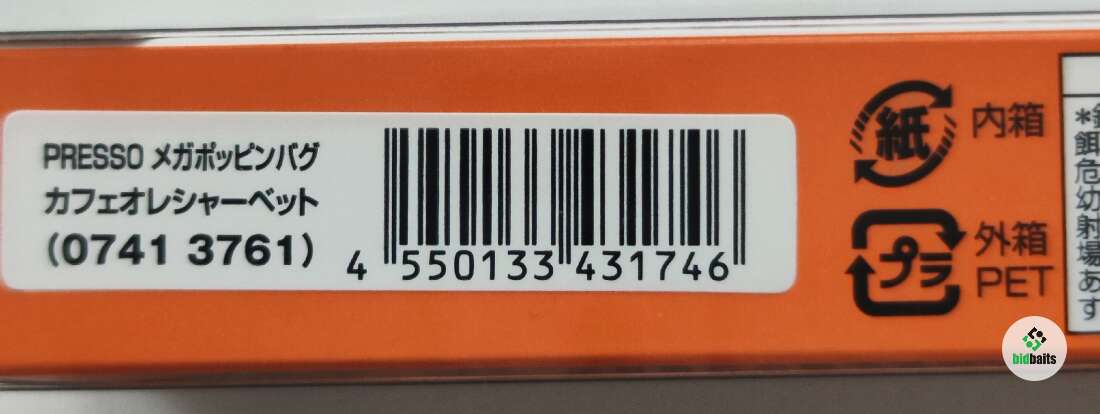 PRESSO メガポッピンバグ
カフェオレシャーベット
(0741 3761)
4 550133 431746
紙
内箱
プラ
外箱
PET
bidbaits